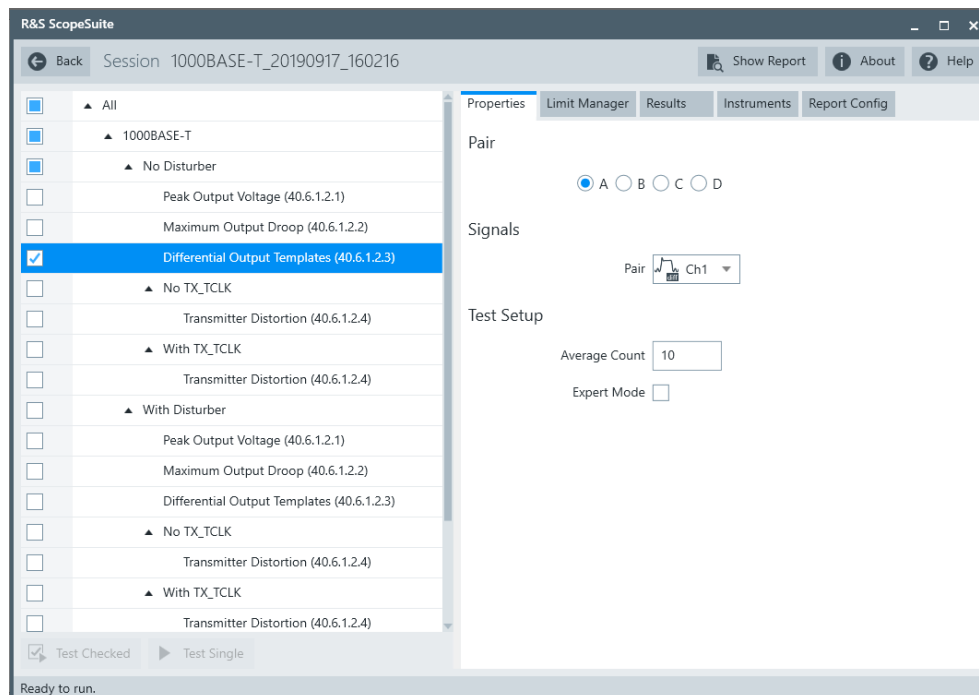 R&S ScopeSuite
Back Session 1000BASE-T_20190917_160216 Show Report About Help
All
1000BASE-T
No Disturber
Peak Output Voltage (40.6.1.2.1)
Maximum Output Droop (40.6.1.2.2)
Differential Output Templates (40.6.1.2.3)
No TX_TCLK
Transmitter Distortion (40.6.1.2.4)
With TX_TCLK
Transmitter Distortion (40.6.1.2.4)
With Disturber
Peak Output Voltage (40.6.1.2.1)
Maximum Output Droop (40.6.1.2.2)
Differential Output Templates (40.6.1.2.3)
No TX_TCLK
Transmitter Distortion (40.6.1.2.4)
With TX_TCLK
Transmitter Distortion (40.6.1.2.4)
Test Checked Test Single
Properties Limit Manager Results Instruments Report Config
Pair
A B C D
Signals
Pair diff Ch1
Test Setup
Average Count 10
Expert Mode
Ready to run.